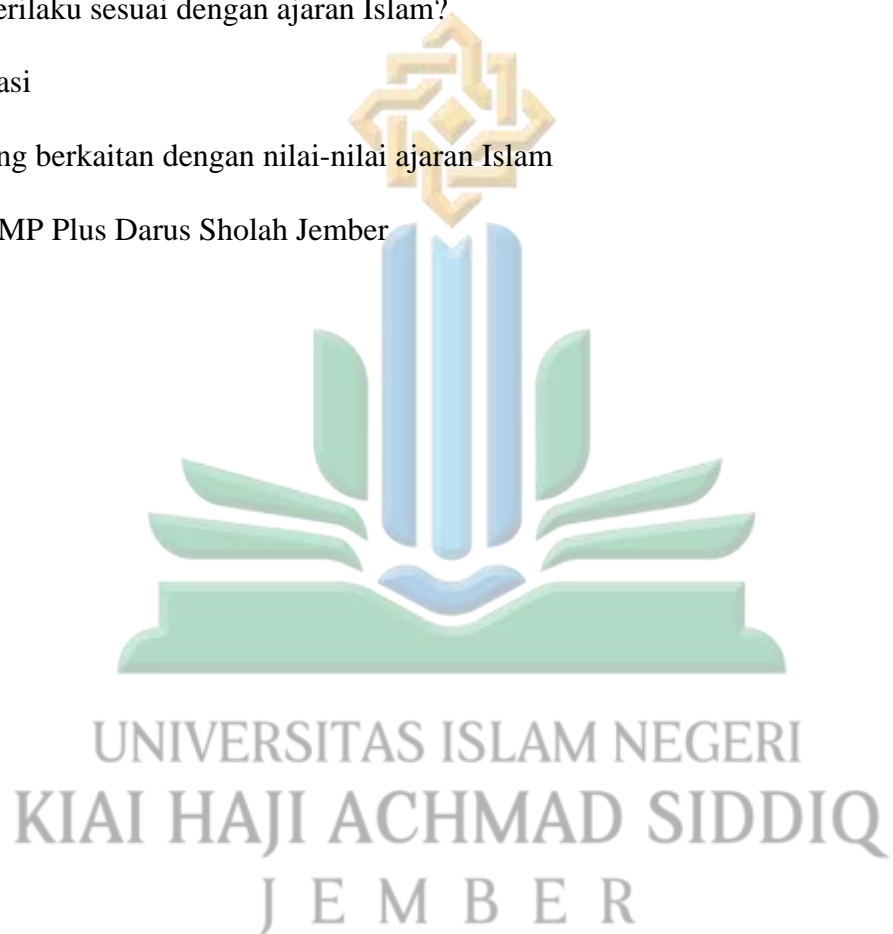 erilaku sesuai dengan ajaran Islam?
asi
ng berkaitan dengan nilai-nilai ajaran Islam
MP Plus Darus Sholah Jember
UNIVERSITAS ISLAM NEGERI
KIAI HAJI ACHMAD SIDDIQ
JEMBER